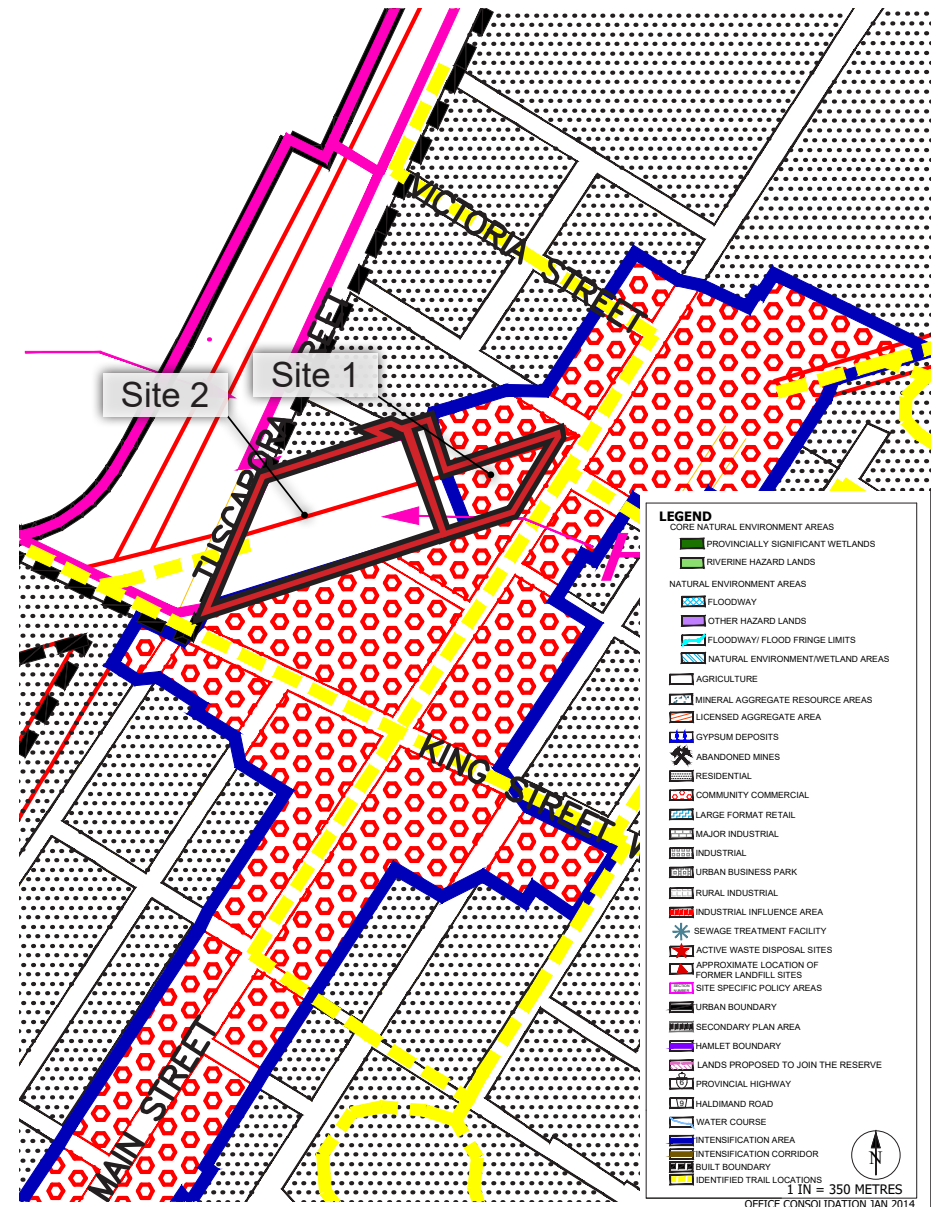 VICTORIA STREET
TUSCARORA STREET
Site 1
Site 2
KING STREET W
MAIN STREET
LEGEND
CORE NATURAL ENVIRONMENT AREAS
PROVINCIALLY SIGNIFICANT WETLANDS
RIVERINE HAZARD LANDS
NATURAL ENVIRONMENT AREAS
FLOODWAY
OTHER HAZARD LANDS
FLOODWAY/ FLOOD FRINGE LIMITS
NATURAL ENVIRONMENT/WETLAND AREAS
AGRICULTURE
MINERAL AGGREGATE RESOURCE AREAS
LICENSED AGGREGATE AREA
GYPSUM DEPOSITS
ABANDONED MINES
RESIDENTIAL
COMMUNITY COMMERCIAL
LARGE FORMAT RETAIL
MAJOR INDUSTRIAL
INDUSTRIAL
URBAN BUSINESS PARK
RURAL INDUSTRIAL
INDUSTRIAL INFLUENCE AREA
SEWAGE TREATMENT FACILITY
ACTIVE WASTE DISPOSAL SITES
APPROXIMATE LOCATION OF
FORMER LANDFILL SITES
SITE SPECIFIC POLICY AREAS
URBAN BOUNDARY
SECONDARY PLAN AREA
HAMLET BOUNDARY
LANDS PROPOSED TO JOIN THE RESERVE
6 PROVINCIAL HIGHWAY
9 HALDIMAND ROAD
WATER COURSE
INTENSIFICATION AREA
INTENSIFICATION CORRIDOR
BUILT BOUNDARY
IDENTIFIED TRAIL LOCATIONS
N
1 IN = 350 METRES
OFFICE CONSOLIDATION JAN 2014